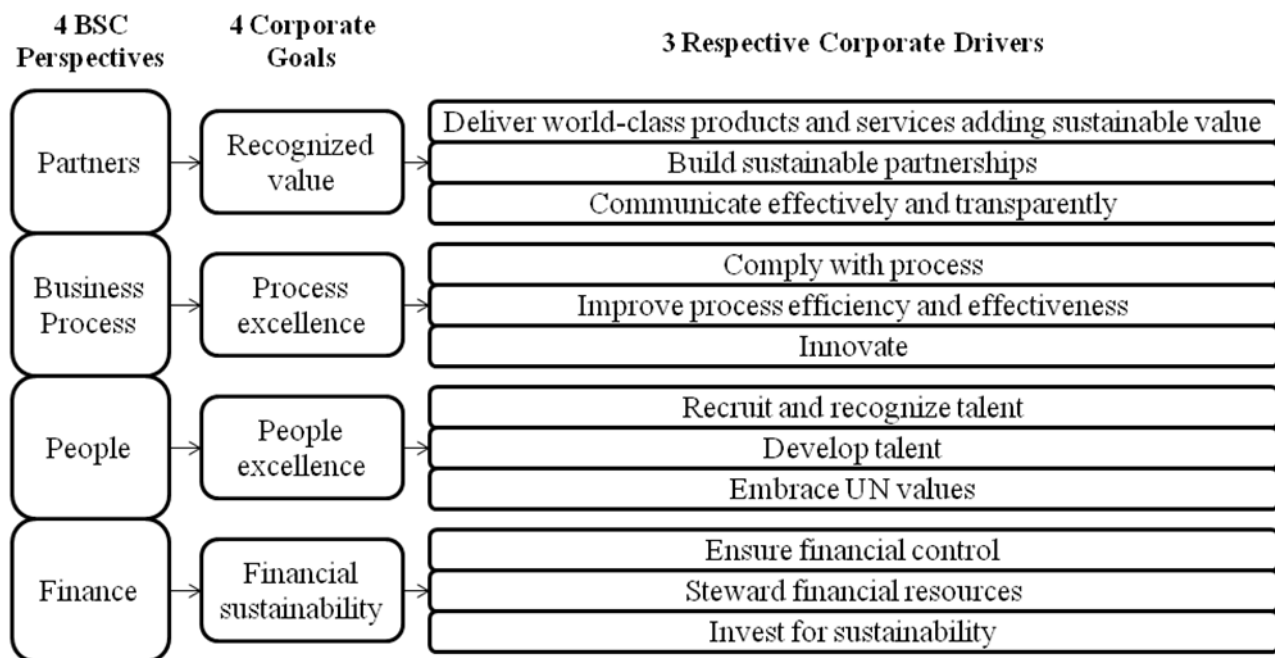 4 BSC
Perspectives
4 Corporate
Goals
3 Respective Corporate Drivers
Partners
Recognized
value
Deliver world-class products and services adding sustainable value
Build sustainable partnerships
Communicate effectively and transparently
Business
Process
Process
excellence
Comply with process
Improve process efficiency and effectiveness
Innovate
People
People
excellence
Recruit and recognize talent
Develop talent
Embrace UN values
Finance
Financial
sustainability
Ensure financial control
Steward financial resources
Invest for sustainability